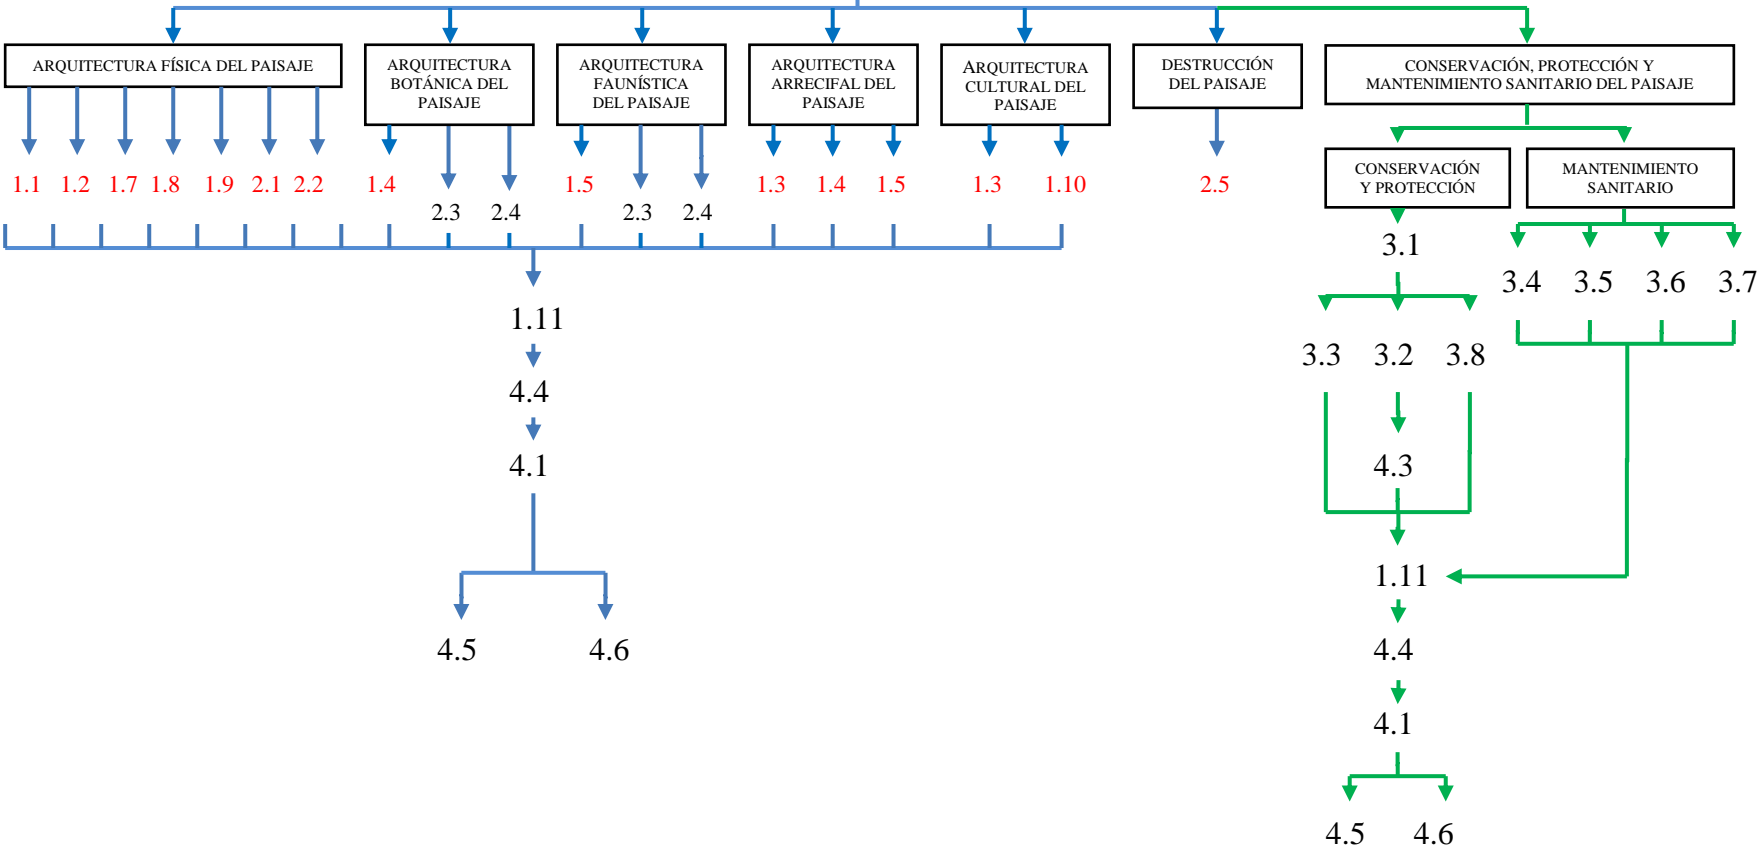 ARQUITECTURA FÍSICA DEL PAISAJE
ARQUITECTURA
BOTÁNICA DEL
PAISAJE
ARQUITECTURA
FAUNÍSTICA
DEL PAISAJE
ARQUITECTURA
ARRECIFAL DEL
PAISAJE
ARQUITECTURA
CULTURAL DEL
PAISAJE
DESTRUCCIÓN
DEL PAISAJE
CONSERVACIÓN, PROTECCIÓN Y
MANTENIMIENTO SANITARIO DEL PAISAJE
CONSERVACIÓN
Y PROTECCIÓN
MANTENIMIENTO
SANITARIO
1.1 1.2 1.7 1.8 1.9 2.1 2.2 1.4 1.5 1.3 1.4 1.5 1.3 1.10 2.5
2.3 2.4 2.3 2.4
3.1
3.4 3.5 3.6 3.7
1.11
3.3 3.2 3.8
4.4
4.1
4.3
1.11
4.5 4.6
4.4
4.1
4.5 4.6